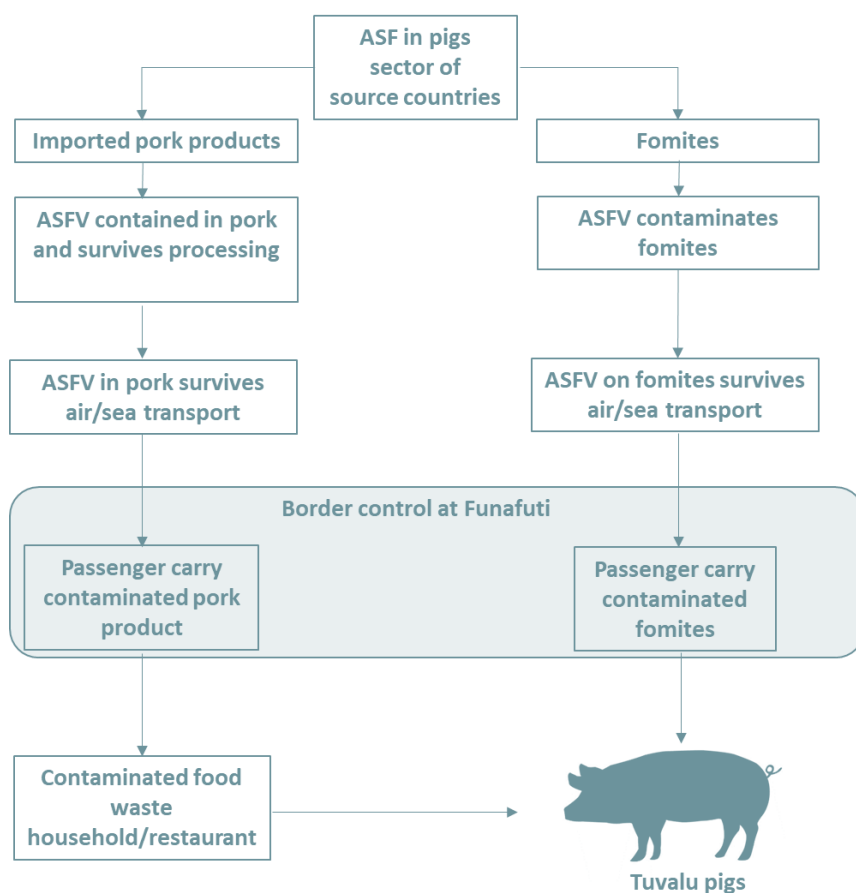 ASF in pigs
sector of
source countries
Imported pork products
Fomites
ASFV contained in pork
and survives processing
ASFV contaminates
fomites
ASFV in pork survives
air/sea transport
ASFV on fomites survives
air/sea transport
Border control at Funafuti
Passenger carry
contaminated pork
product
Passenger carry
contaminated
fomites
Contaminated food
waste
household/restaurant
Tuvalu pigs